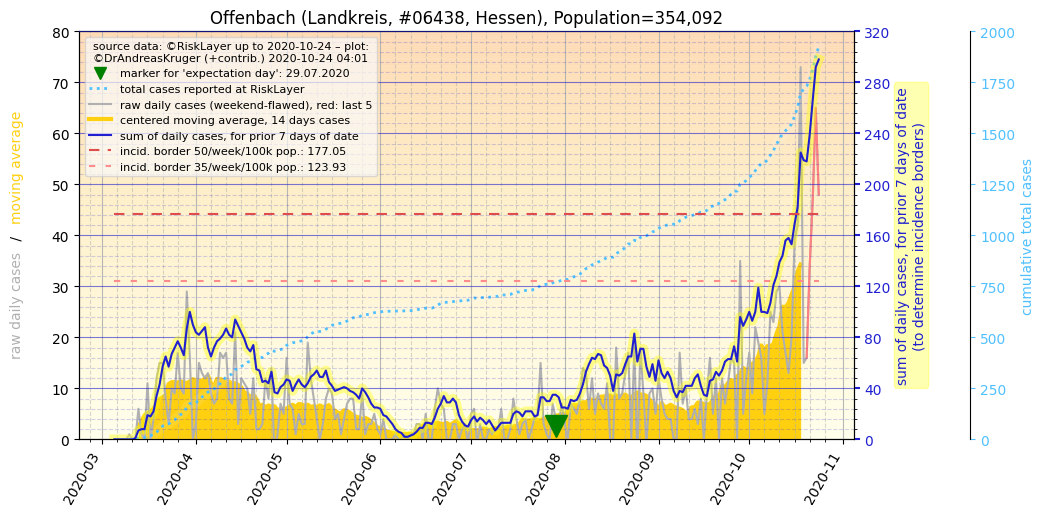 Offenbach (Landkreis, #06438, Hessen), Population=354,092
source data: ©RiskLayer up to 2020-10-24 – plot:
©DrAndreasKruger (+contrib.) 2020-10-24 04:01
marker for 'expectation day': 29.07.2020
total cases reported at RiskLayer
raw daily cases (weekend-flawed), red: last 5
centered moving average, 14 days cases
sum of daily cases, for prior 7 days of date
incid. border 50/week/100k pop.: 177.05
incid. border 35/week/100k pop.: 123.93
raw daily cases / moving average
80
70
60
50
40
30
20
10
0
320
280
240
200
160
120
80
40
0
sum of daily cases, for prior 7 days of date
(to determine incidence borders)
2000
1750
1500
1250
1000
750
500
250
0
cumulative total cases
2020-03
2020-04
2020-05
2020-06
2020-07
2020-08
2020-09
2020-10
2020-11